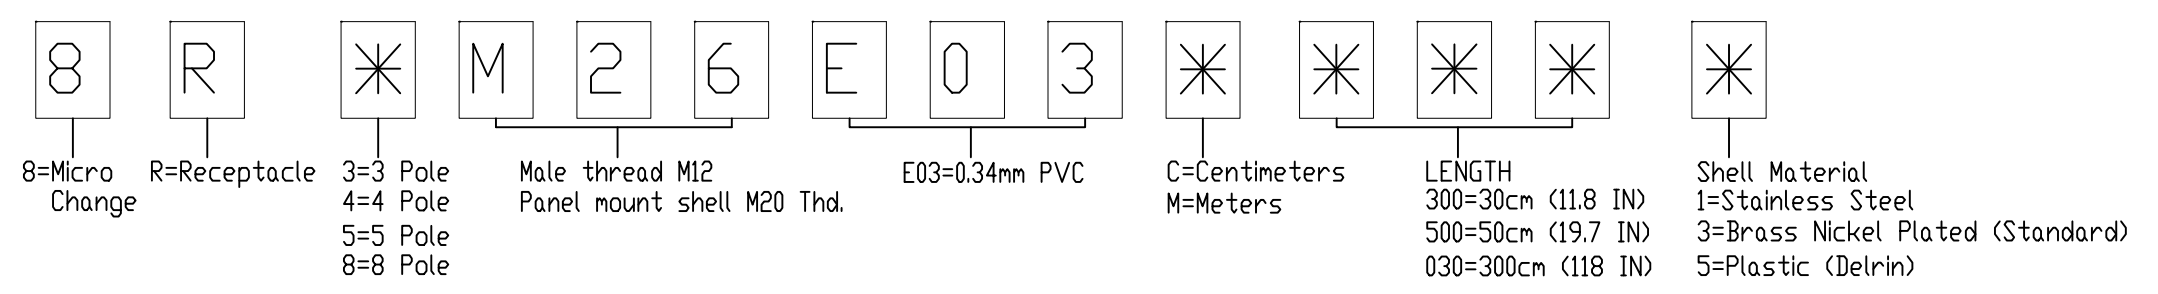 8 R * M 2 6 E 0 3 * * * * *
8=Micro Change
R=Receptacle
3=3 Pole
4=4 Pole
5=5 Pole
8=8 Pole
Male thread M12
Panel mount shell M20 Thd.
E03=0.34mm PVC
C=Centimeters
M=Meters
LENGTH
300=30cm (11.8 IN)
500=50cm (19.7 IN)
030=300cm (118 IN)
Shell Material
1=Stainless Steel
3=Brass Nickel Plated (Standard)
5=Plastic (Delrin)